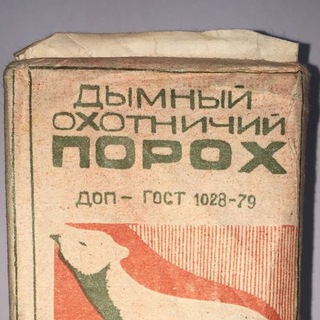 ДЫМНЫЙ
ОХОТНИЧИЙ
ПОРОХ
ДОП – ГОСТ 1028-79